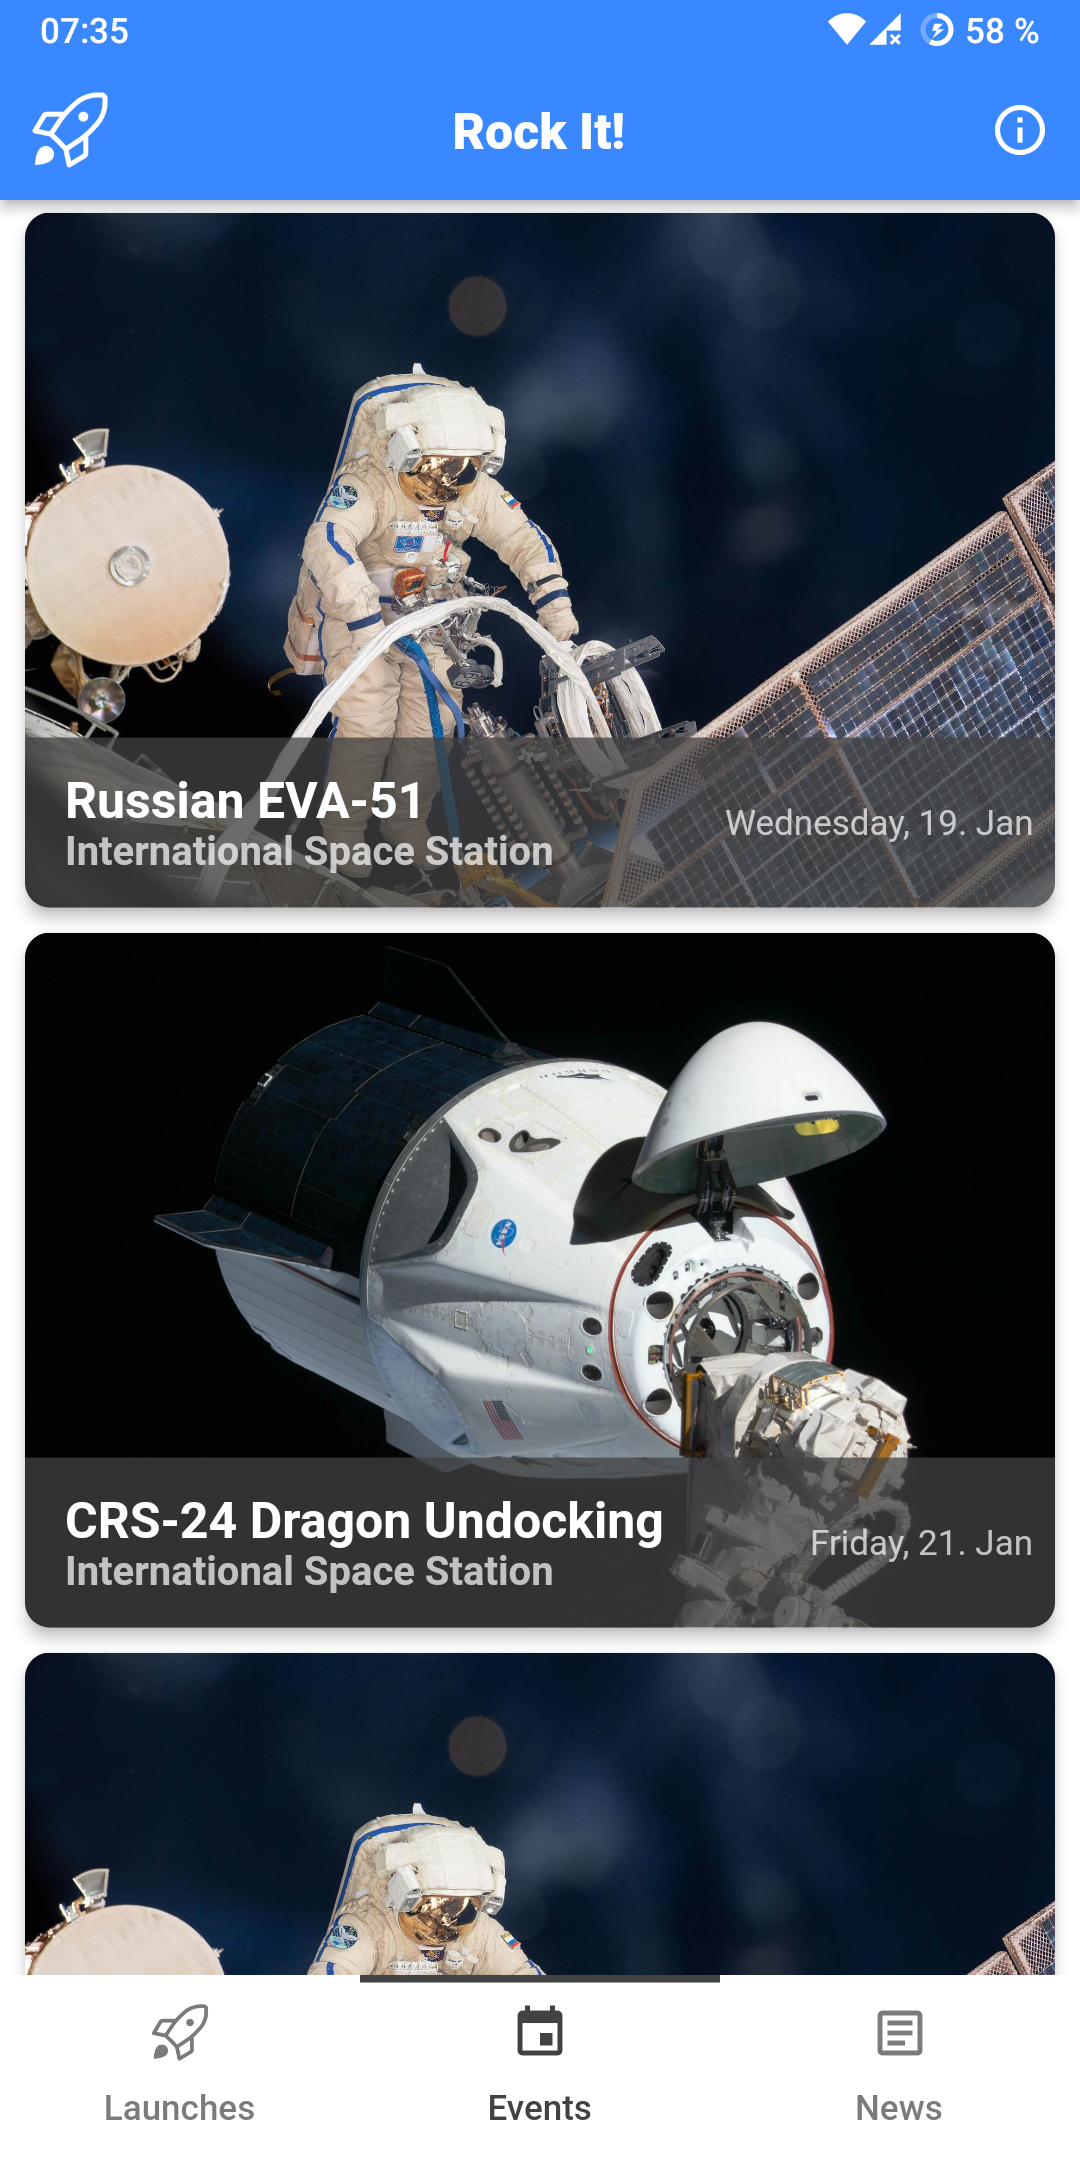 07:35
58 %
Rock It!
Russian EVA-51
International Space Station
Wednesday, 19. Jan
NASA
CRS-24 Dragon Undocking
International Space Station
Friday, 21. Jan
Launches
Events
News